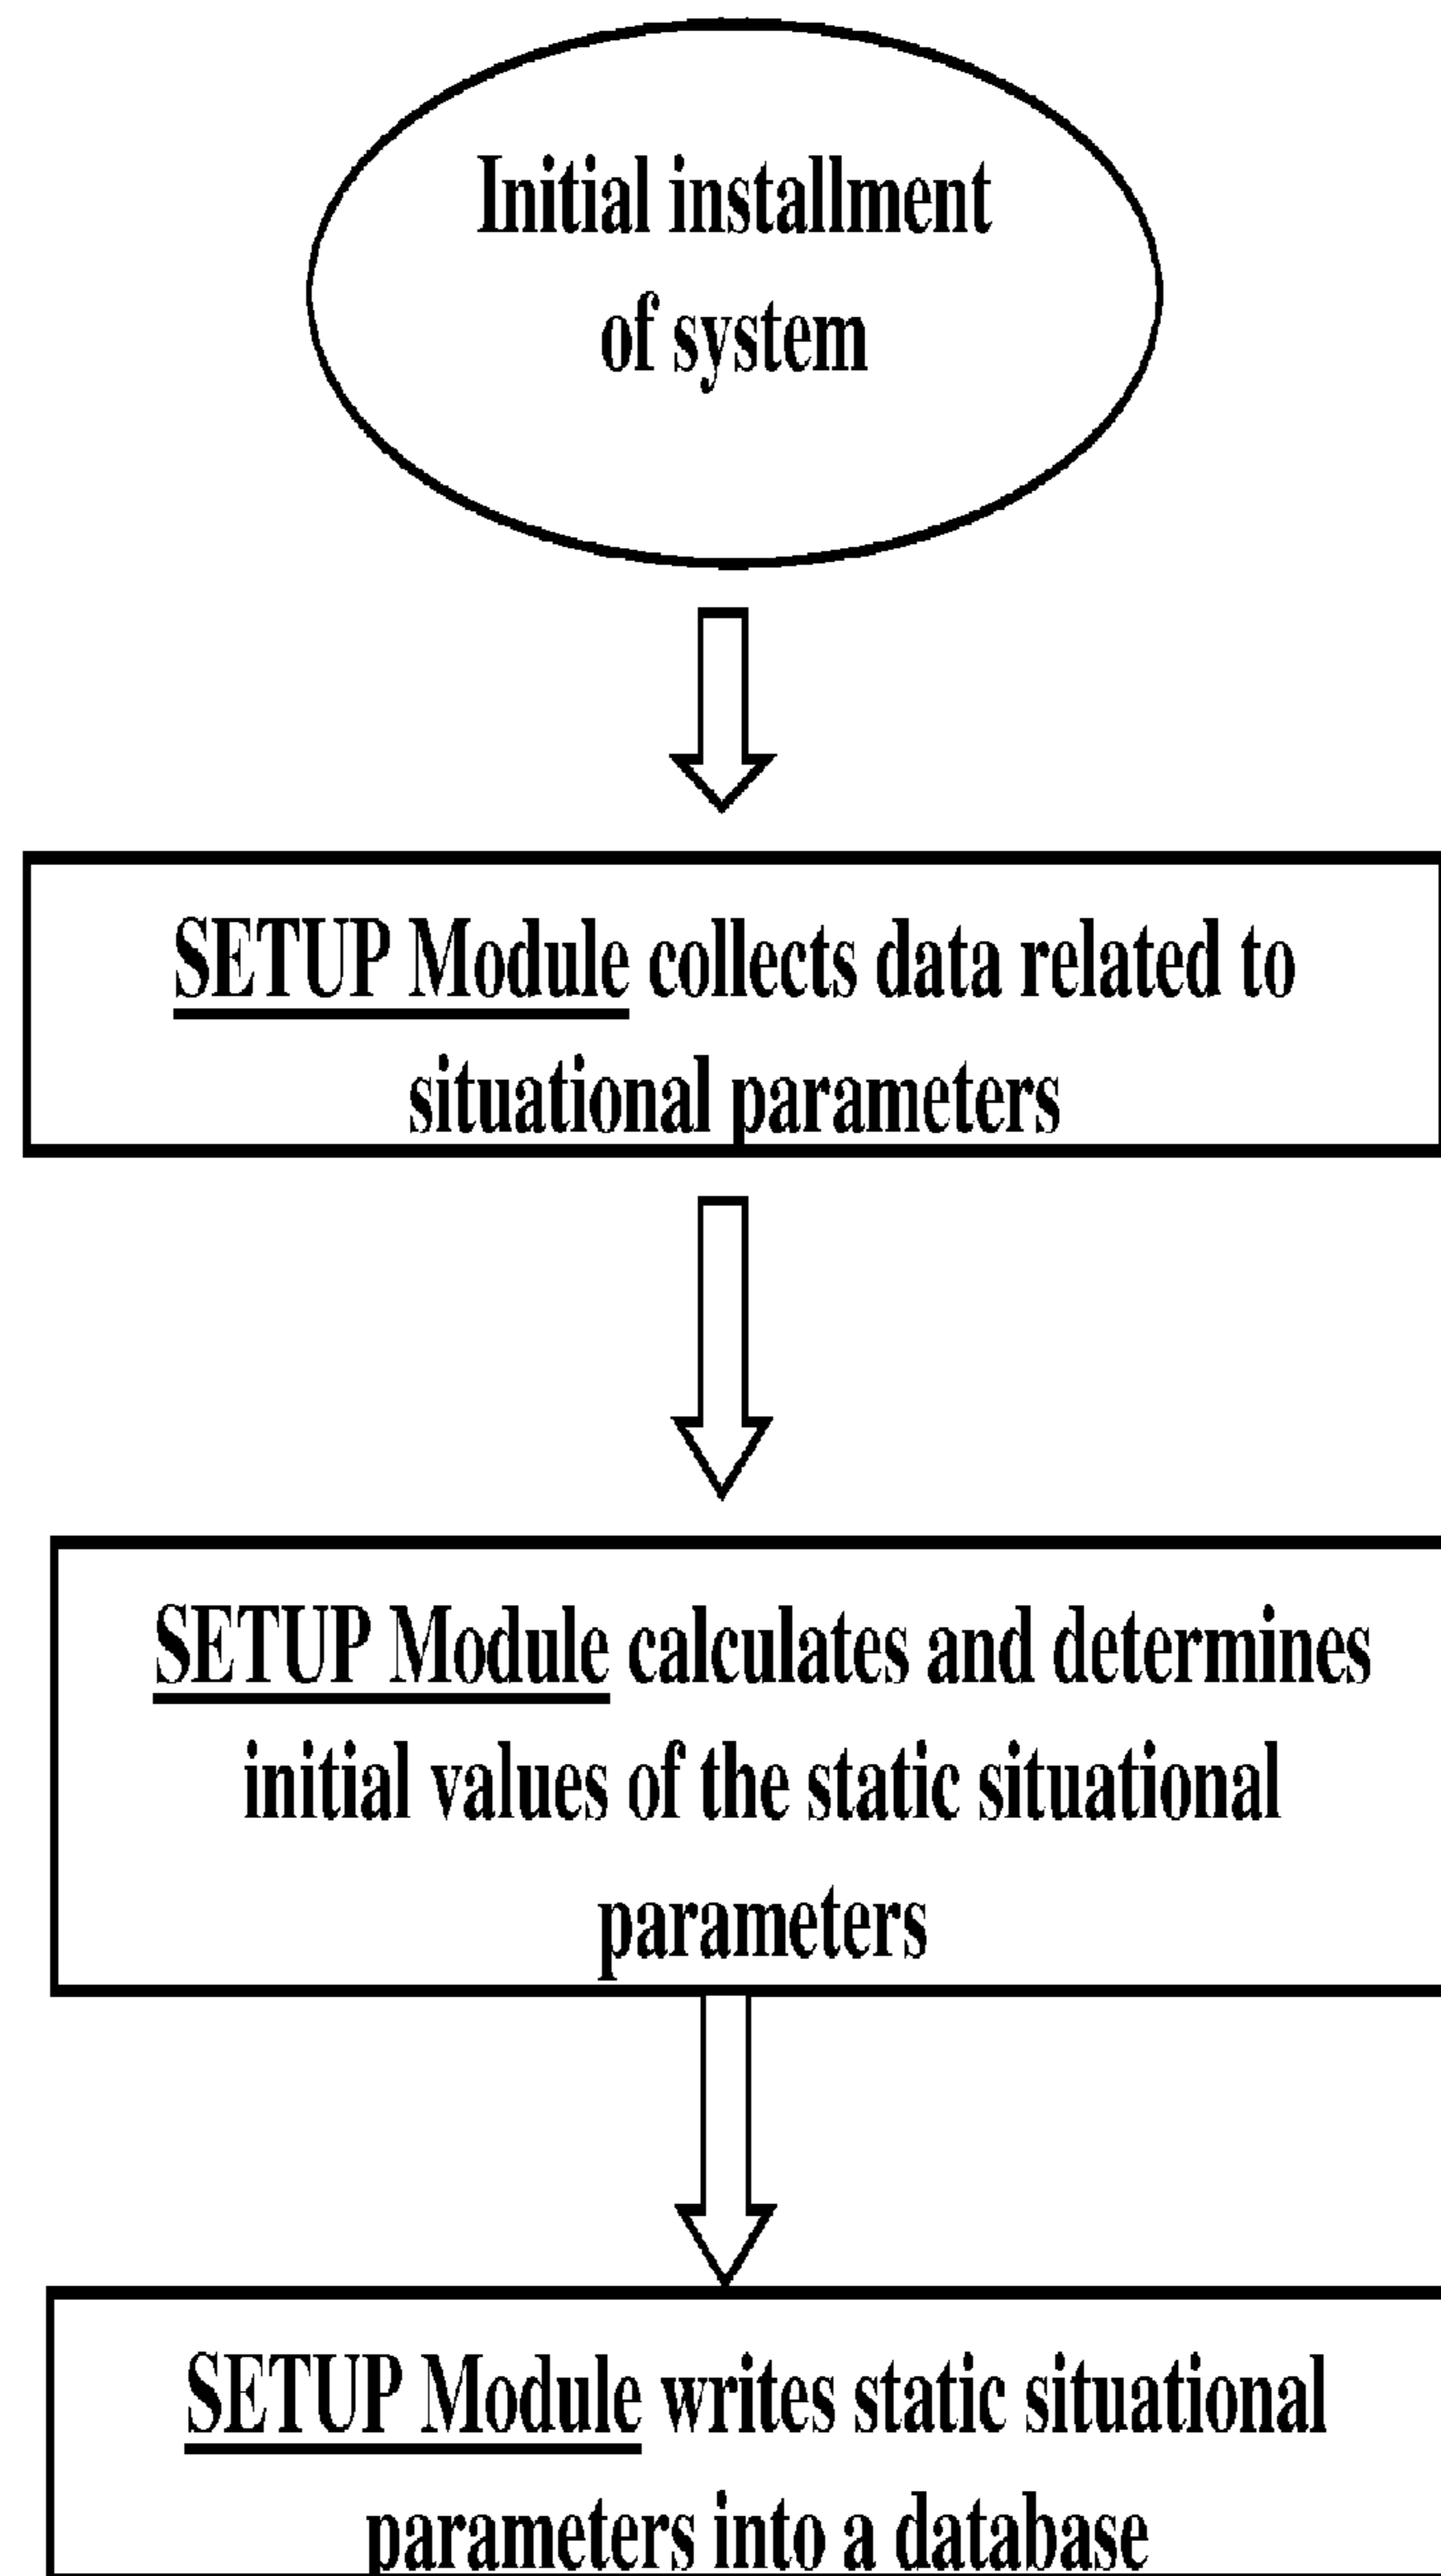 Initial installment
of system
SETUP Module collects data related to
situational parameters
SETUP Module calculates and determines
initial values of the static situational
parameters
SETUP Module writes static situational
parameters into a database